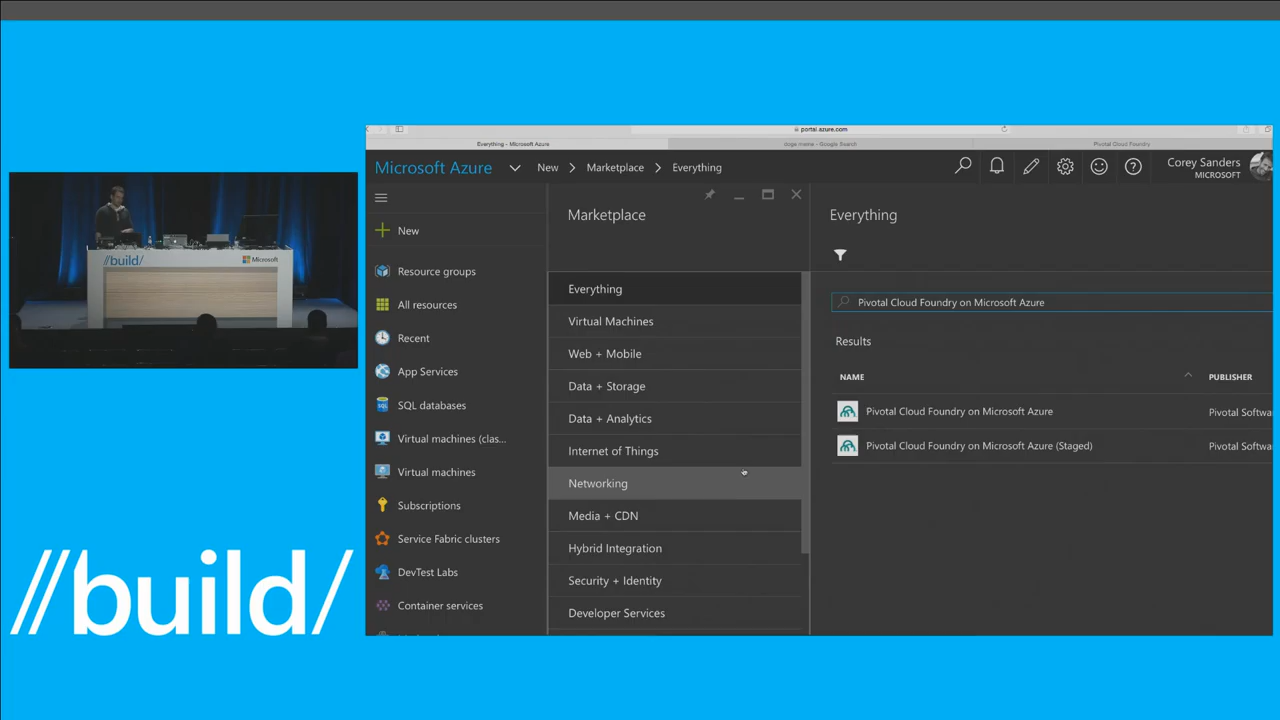 portal.azure.com
Everything - Microsoft Azure
doge meme - Google Search
Pivotal Cloud Foundry
Microsoft Azure
New
Marketplace
Everything
Corey Sanders
MICROSOFT
New
Resource groups
All resources
Recent
App Services
SQL databases
Virtual machines (clas...
Virtual machines
Subscriptions
Service Fabric clusters
DevTest Labs
Container services
Marketplace
Everything
Virtual Machines
Web + Mobile
Data + Storage
Data + Analytics
Internet of Things
Networking
Media + CDN
Hybrid Integration
Security + Identity
Developer Services
Everything
Pivotal Cloud Foundry on Microsoft Azure
Results
NAME
PUBLISHER
Pivotal Cloud Foundry on Microsoft Azure
Pivotal Softwa
Pivotal Cloud Foundry on Microsoft Azure (Staged)
Pivotal Softwa
//build/
Microsoft
//build/